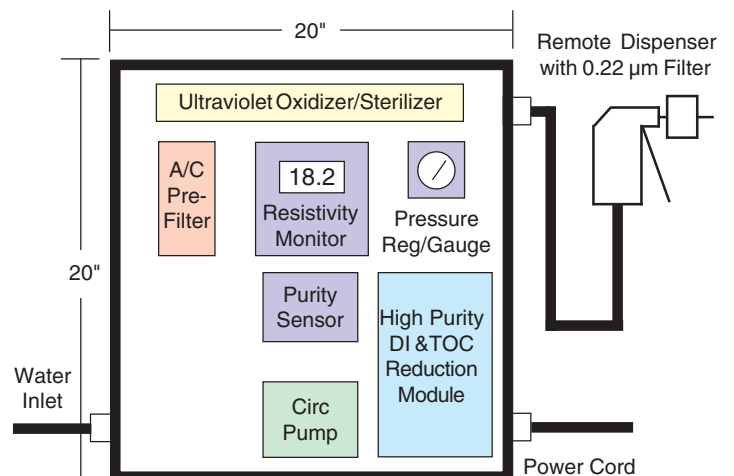 20"
Remote Dispenser
with 0.22 µm Filter
Ultraviolet Oxidizer/Sterilizer
A/C
Pre-
Filter
18.2
Resistivity
Monitor
Pressure
Reg/Gauge
20"
Purity
Sensor
High Purity
DI &TOC
Reduction
Module
Water
Inlet
Circ
Pump
Power Cord